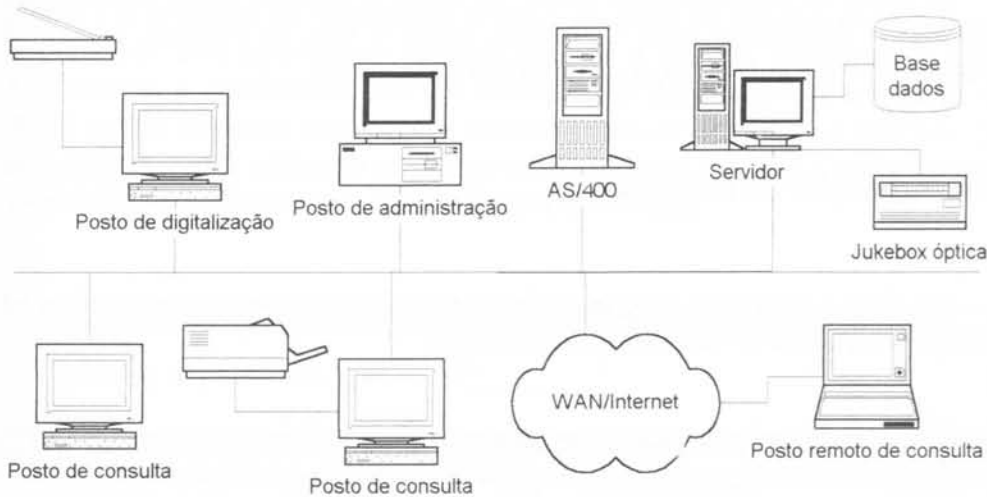 Base
dados
Servidor
AS/400
Posto de administração
Posto de digitalização
Jukebox óptica
WAN/Internet
Posto remoto de consulta
Posto de consulta
Posto de consulta